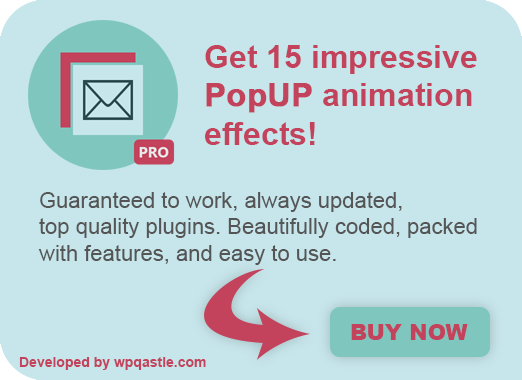 Get 15 impressive
PopUP animation
effects!
PRO
Guaranteed to work, always updated,
top quality plugins. Beautifully coded, packed
with features, and easy to use.
BUY NOW
Developed by wpqastle.com